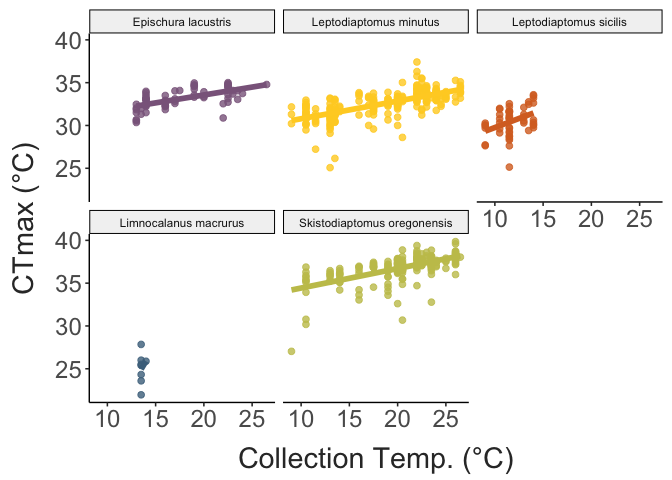 Epischura lacustris Leptodiaptomus minutus Leptodiaptomus sicilis
40
35
30
25
10 15 20 25
Limnocalanus macrurus Skistodiaptomus oregonensis
40
35
30
25
10 15 20 25 10 15 20 25
CTmax (°C)
Collection Temp. (°C)